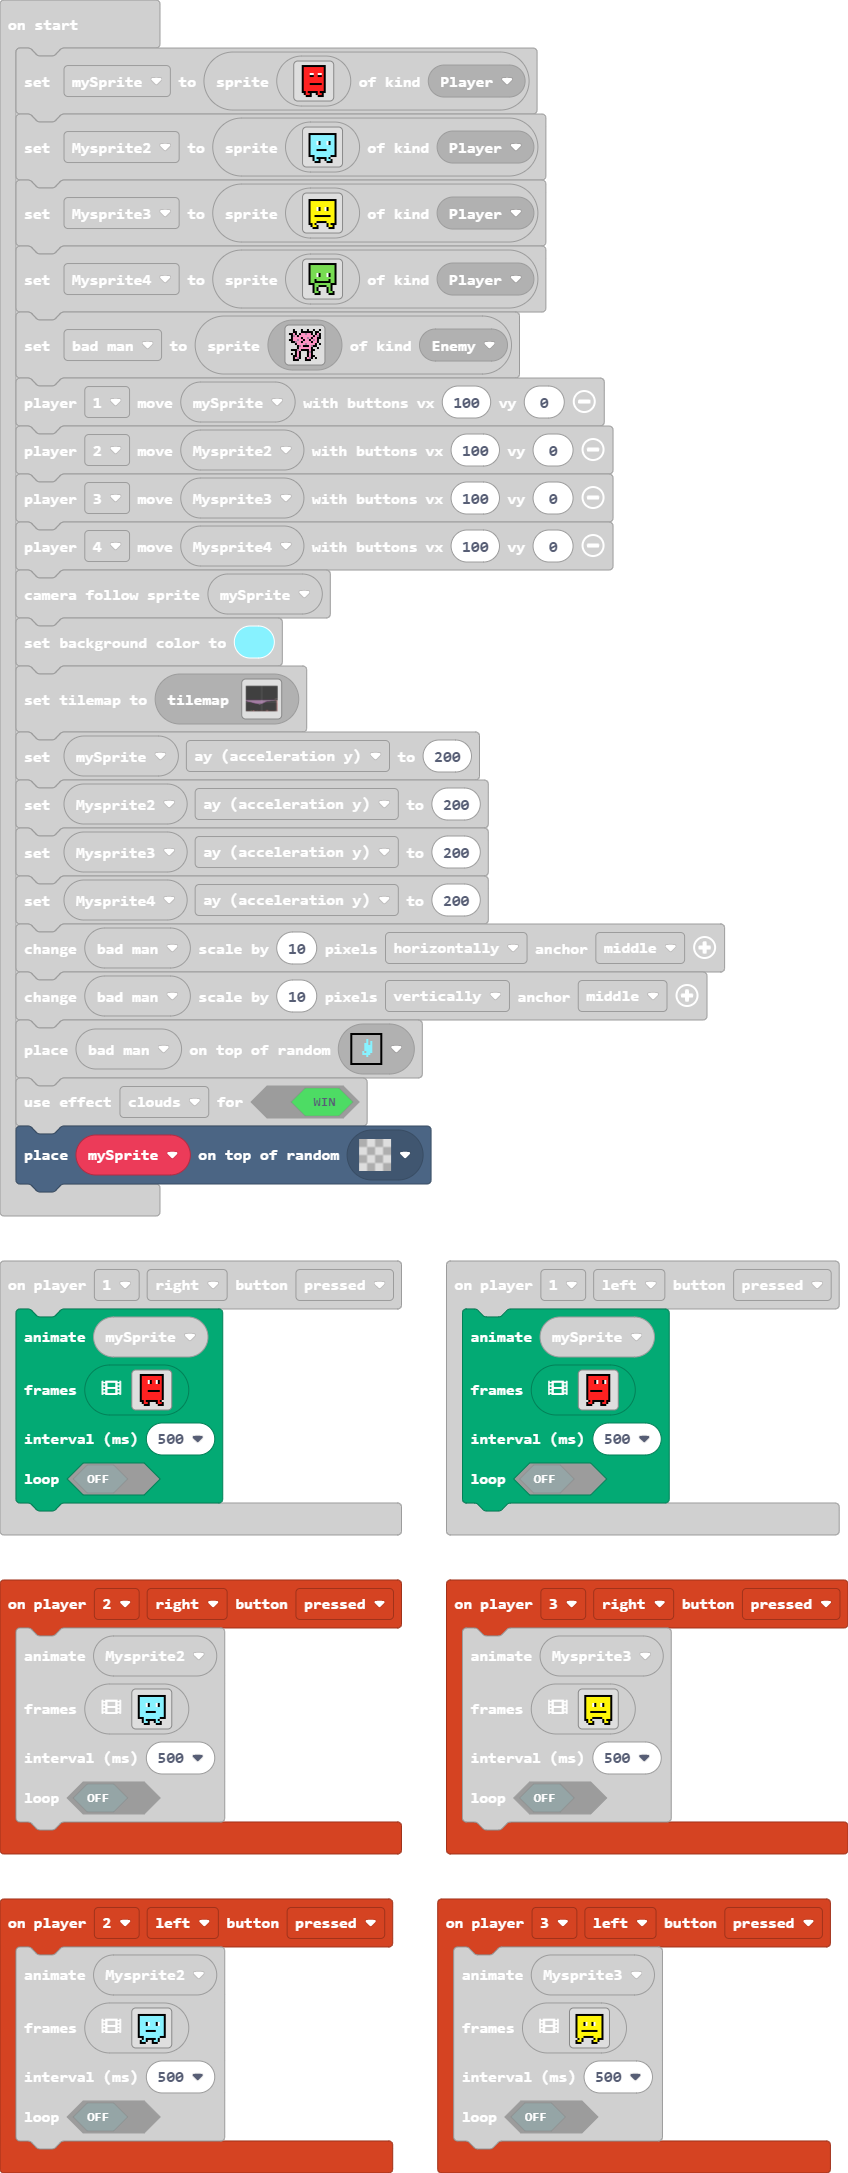 on start
set mySprite to sprite of kind Player
set Mysprite2 to sprite of kind Player
set Mysprite3 to sprite of kind Player
set Mysprite4 to sprite of kind Player
set bad man to sprite of kind Enemy
player 1 move mySprite with buttons vx 100 vy 0
player 2 move Mysprite2 with buttons vx 100 vy 0
player 3 move Mysprite3 with buttons vx 100 vy 0
player 4 move Mysprite4 with buttons vx 100 vy 0
camera follow sprite mySprite
set background color to
set tilemap to tilemap
set mySprite ay (acceleration y) to 200
set Mysprite2 ay (acceleration y) to 200
set Mysprite3 ay (acceleration y) to 200
set Mysprite4 ay (acceleration y) to 200
change bad man scale by 10 pixels horizontally anchor middle
change bad man scale by 10 pixels vertically anchor middle
place bad man on top of random
use effect clouds for WIN
place mySprite on top of random
on player 1 right button pressed
animate mySprite
frames
interval (ms) 500
loop OFF
on player 1 left button pressed
animate mySprite
frames
interval (ms) 500
loop OFF
on player 2 right button pressed
animate Mysprite2
frames
interval (ms) 500
loop OFF
on player 3 right button pressed
animate Mysprite3
frames
interval (ms) 500
loop OFF
on player 2 left button pressed
animate Mysprite2
frames
interval (ms) 500
loop OFF
on player 3 left button pressed
animate Mysprite3
frames
interval (ms) 500
loop OFF